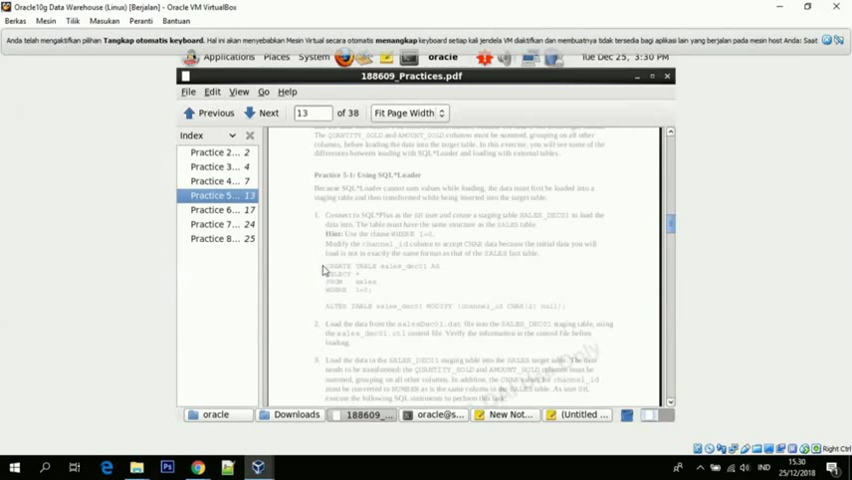 Oracle10g Data Warehouse (Linux) [Berjalan] - Oracle VM VirtualBox
Berkas Mesin Tilik Masukan Peranti Bantuan
Anda telah mengaktifkan pilihan Tangkap otomatis keyboard. Hal ini akan menyebabkan Mesin Virtual secara otomatis menangkap keyboard setiap kali jendela VM diaktifkan dan membuatnya tidak tersedia bagi aplikasi lain yang berjalan pada mesin host Anda: Saat
Applications Places System oracle Tue Dec 25, 3:30 PM
188609_Practices.pdf
File Edit View Go Help
Previous Next 13 of 38 Fit Page Width
Index
Practice 2... 2
Practice 3... 4
Practice 4... 7
Practice 5... 13
Practice 6... 17
Practice 7... 24
Practice 8... 25
The QUANTITY_SOLD and AMOUNT_SOLD columns must be summed, grouping on all other
columns, before loading the data into the target table. In this exercise, you will see some of the
differences between loading with SQL*Loader and loading with external tables.
Practice 5-1: Using SQL*Loader
Because SQL*Loader cannot sum values while loading, the data must first be loaded into a
staging table and then transformed while being inserted into the target table.
1. Connect to SQL*Plus as the SH user and create a staging table SALES_DEC01 to load the
data into. The table must have the same structure as the SALES table.
Hint: Use the clause WHERE 1=0.
Modify the channel_id column to accept CHAR data because the initial data you will
load is not in exactly the same format as that of the SALES fact table.
CREATE TABLE sales_dec01 AS
SELECT *
FROM sales
WHERE 1=0;
ALTER TABLE sales_dec01 MODIFY (channel_id CHAR(2) null);
2. Load the data from the salesDec01.dat file into the SALES_DEC01 staging table, using
the sales_dec01.ctl control file. Verify the information in the control file before
loading.
3. Load the data in the SALES_DEC01 staging table into the SALES target table. The data
needs to be transformed: the QUANTITY_SOLD and AMOUNT_SOLD columns must be
summed, grouping on all other columns. In addition, the CHAR values for channel_id
must be converted to NUMBER as is the same column in the SALES table. As user SH,
execute the following SQL statements to perform this task:
Only
oracle Downloads 188609_... oracle@s... New Not... (Untitled ...
Right Ctrl
IND
15.30
25/12/2018